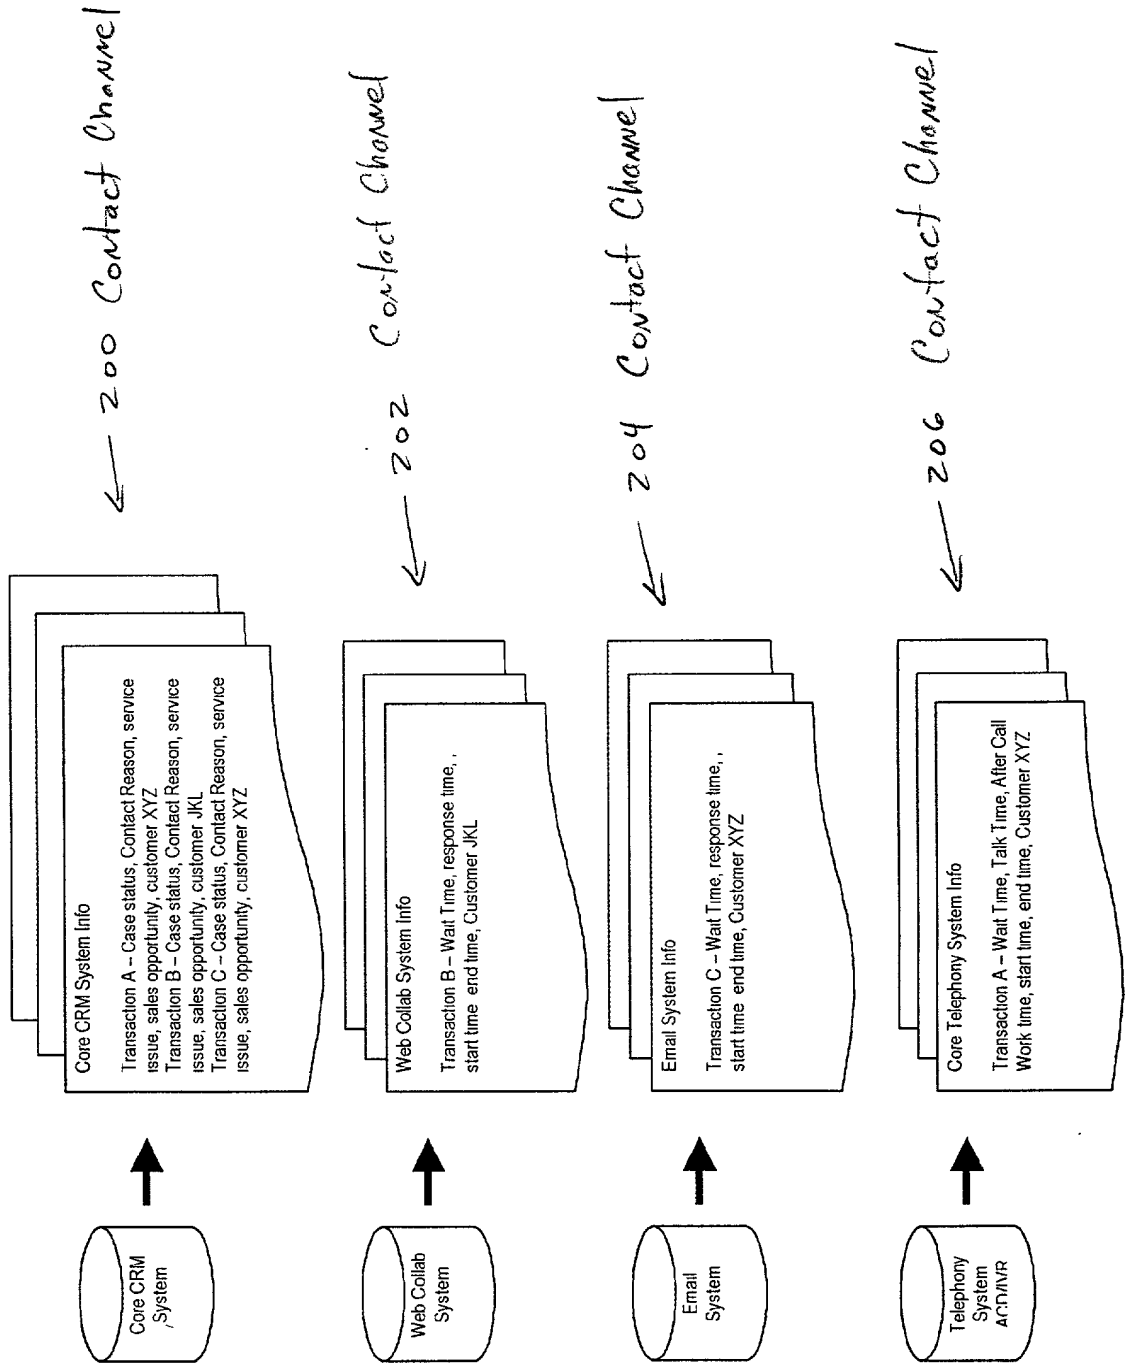 Core CRM
System
Core CRM System Info
Transaction A – Case status, Contact Reason, service
issue, sales opportunity, customer XYZ
Transaction B – Case status, Contact Reason, service
issue, sales opportunity, customer JKL
Transaction C – Case status, Contact Reason, service
issue, sales opportunity, customer XYZ
200 Contact Channel
Web Collab
System
Web Collab System Info
Transaction B – Wait Time, response time, ,
start time end time, Customer JKL
202 Contact Channel
Email
System
Email System Info
Transaction C – Wait Time, response time, ,
start time end time, Customer XYZ
204 Contact Channel
Telephony
System
ACD/IVR
Core Telephony System Info
Transaction A – Wait Time, Talk Time, After Call
Work time, start time, end time, Customer XYZ
206 Contact Channel